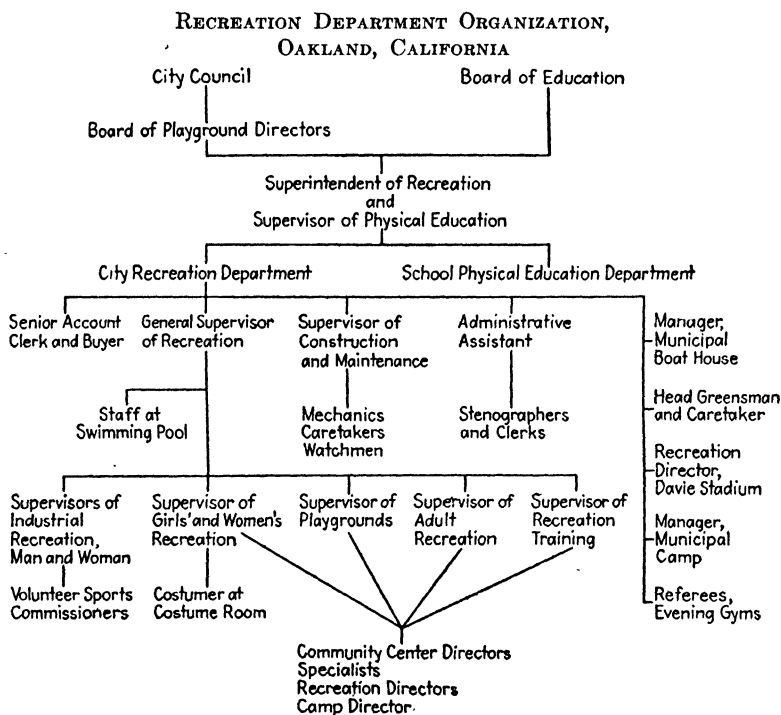 RECREATION DEPARTMENT ORGANIZATION,
OAKLAND, CALIFORNIA
City Council
Board of Education
Board of Playground Directors
Superintendent of Recreation
and
Supervisor of Physical Education
City Recreation Department
School Physical Education Department
Senior Account
Clerk and Buyer
General Supervisor
of Recreation
Supervisor of
Construction
and Maintenance
Administrative
Assistant
Manager,
Municipal
Boat House
Staff at
Swimming Pool
Mechanics
Caretakers
Watchmen
Stenographers
and Clerks
Head Greensman
and Caretaker
Recreation
Director,
Davie Stadium
Supervisors of
Industrial
Recreation,
Man and Woman
Supervisor of
Girls' and Women's
Recreation
Supervisor of
Playgrounds
Supervisor of
Adult
Recreation
Supervisor of
Recreation
Training
Manager,
Municipal
Camp
Volunteer Sports
Commissioners
Costumer at
Costume Room
Referees,
Evening Gyms
Community Center Directors
Specialists
Recreation Directors
Camp Director